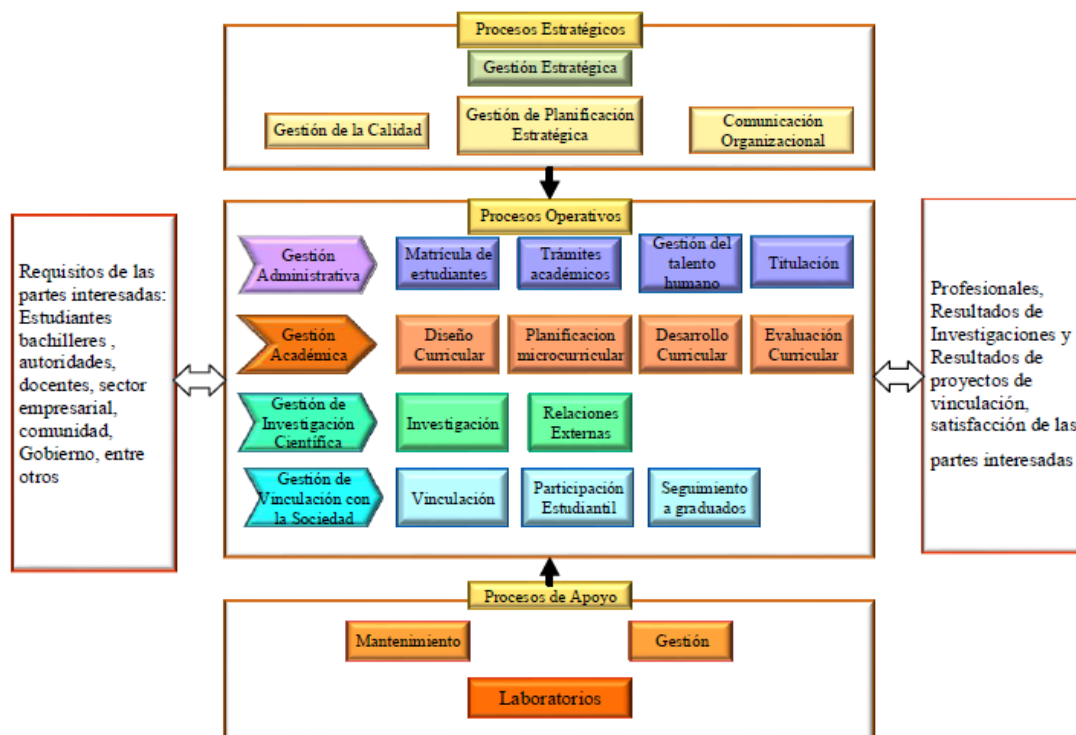 Procesos Estratégicos
Gestión Estratégica
Gestión de la Calidad
Gestión de Planificación
Estratégica
Comunicación
Organizacional
Requisitos de las
partes interesadas:
Estudiantes
bachilleres ,
autoridades,
docentes, sector
empresarial,
comunidad,
Gobierno, entre
otros
Procesos Operativos
Gestión
Administrativa
Matrícula de
estudiantes
Trámites
académicos
Gestión del
talento
humano
Titulación
Gestión
Académica
Diseño
Curricular
Planificacion
microcurricular
Desarrollo
Curricular
Evaluación
Curricular
Gestión de
Investigación
Científica
Investigación
Relaciones
Externas
Gestión de
Vinculación con
la Sociedad
Vinculación
Participación
Estudiantil
Seguimiento
a graduados
Profesionales,
Resultados de
Investigaciones y
Resultados de
proyectos de
vinculación,
satisfacción de las
partes interesadas
Procesos de Apoyo
Mantenimiento
Gestión
Laboratorios